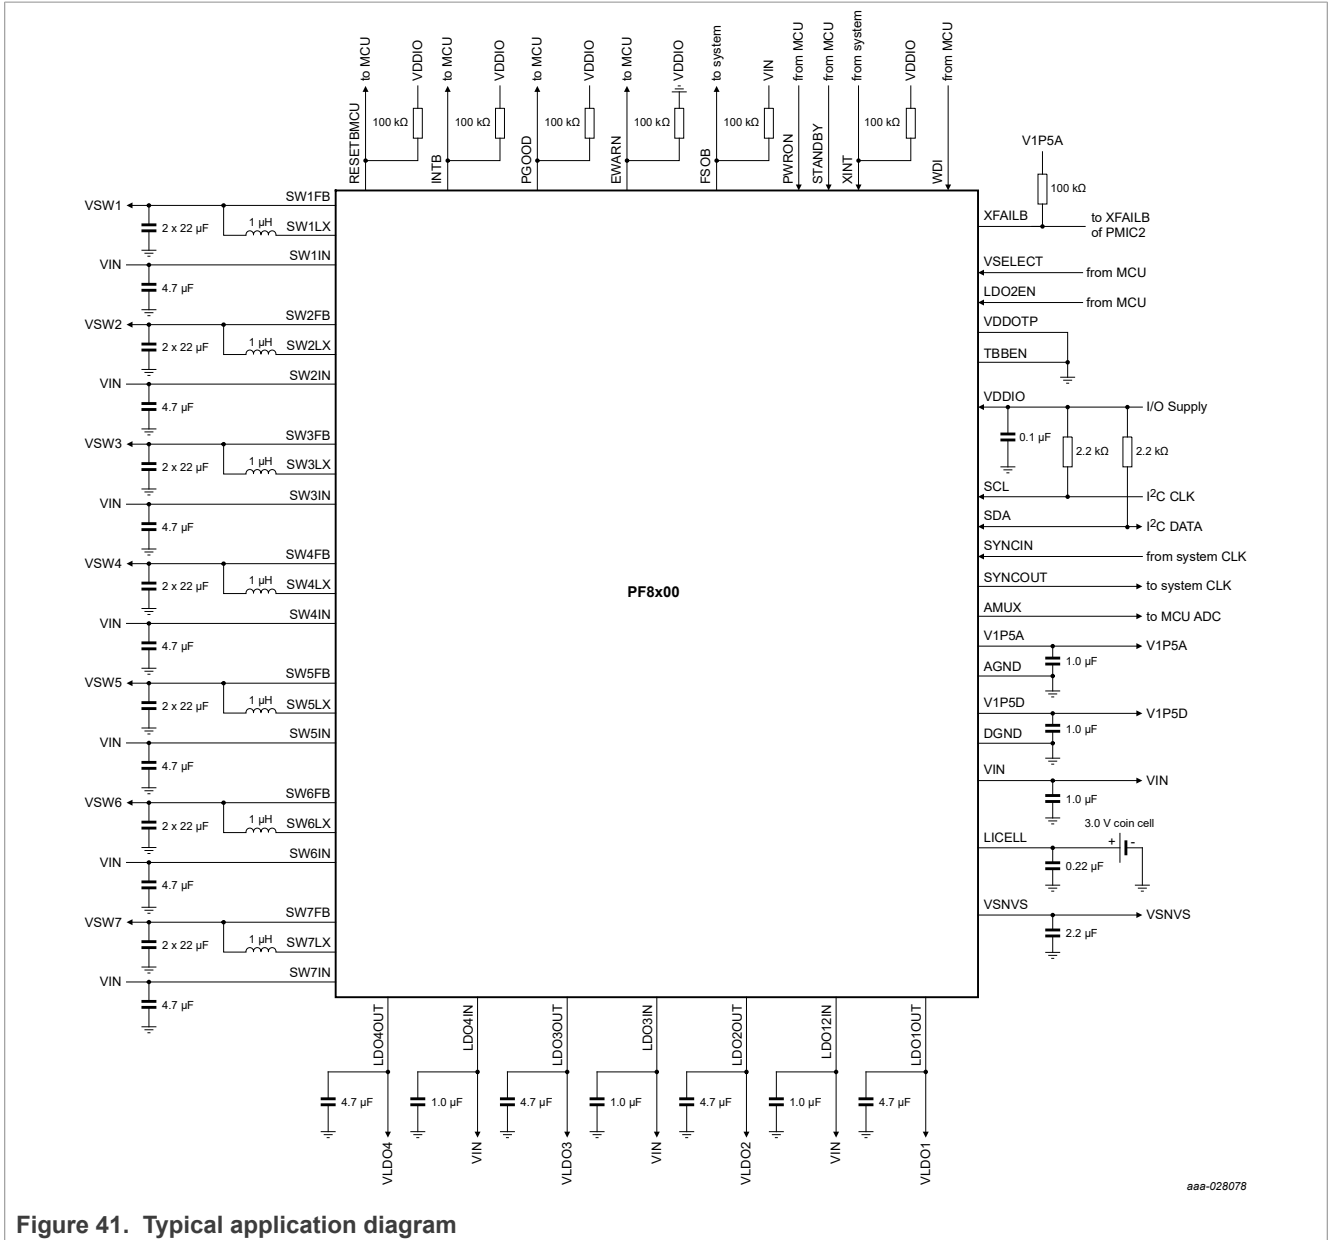 to MCU
VDDIO
to MCU
VDDIO
to MCU
VDDIO
to MCU
VDDIO
to system
VIN
from MCU
from MCU
from system
VDDIO
from MCU
100 kΩ
100 kΩ
100 kΩ
100 kΩ
100 kΩ
100 kΩ
RESETBMCU
INTB
PGOOD
EWARN
FSOB
PWRON
STANDBY
XINT
WDI
V1P5A
100 kΩ
VSW1
2 x 22 µF
1 µH
SW1FB
SW1LX
VIN
SW1IN
4.7 µF
VSW2
2 x 22 µF
1 µH
SW2FB
SW2LX
VIN
SW2IN
4.7 µF
VSW3
2 x 22 µF
1 µH
SW3FB
SW3LX
VIN
SW3IN
4.7 µF
VSW4
2 x 22 µF
1 µH
SW4FB
SW4LX
VIN
SW4IN
4.7 µF
VSW5
2 x 22 µF
1 µH
SW5FB
SW5LX
VIN
SW5IN
4.7 µF
VSW6
2 x 22 µF
1 µH
SW6FB
SW6LX
VIN
SW6IN
4.7 µF
VSW7
2 x 22 µF
1 µH
SW7FB
SW7LX
VIN
SW7IN
4.7 µF
PF8x00
XFAILB
to XFAILB
of PMIC2
VSELECT
from MCU
LDO2EN
from MCU
VDDOTP
TBBEN
VDDIO
I/O Supply
0.1 µF
2.2 kΩ
2.2 kΩ
SCL
I2C CLK
SDA
I2C DATA
SYNCIN
from system CLK
SYNCOUT
to system CLK
AMUX
to MCU ADC
V1P5A
V1P5A
1.0 µF
AGND
V1P5D
V1P5D
1.0 µF
DGND
VIN
VIN
1.0 µF
3.0 V coin cell
LICELL
+
-
0.22 µF
VSNVS
VSNVS
2.2 µF
LDO4OUT
LDO4IN
LDO3OUT
LDO3IN
LDO2OUT
LDO12IN
LDO1OUT
4.7 µF
1.0 µF
4.7 µF
1.0 µF
4.7 µF
1.0 µF
4.7 µF
VLDO4
VIN
VLDO3
VIN
VLDO2
VIN
VLDO1
aaa-028078
Figure 41. Typical application diagram